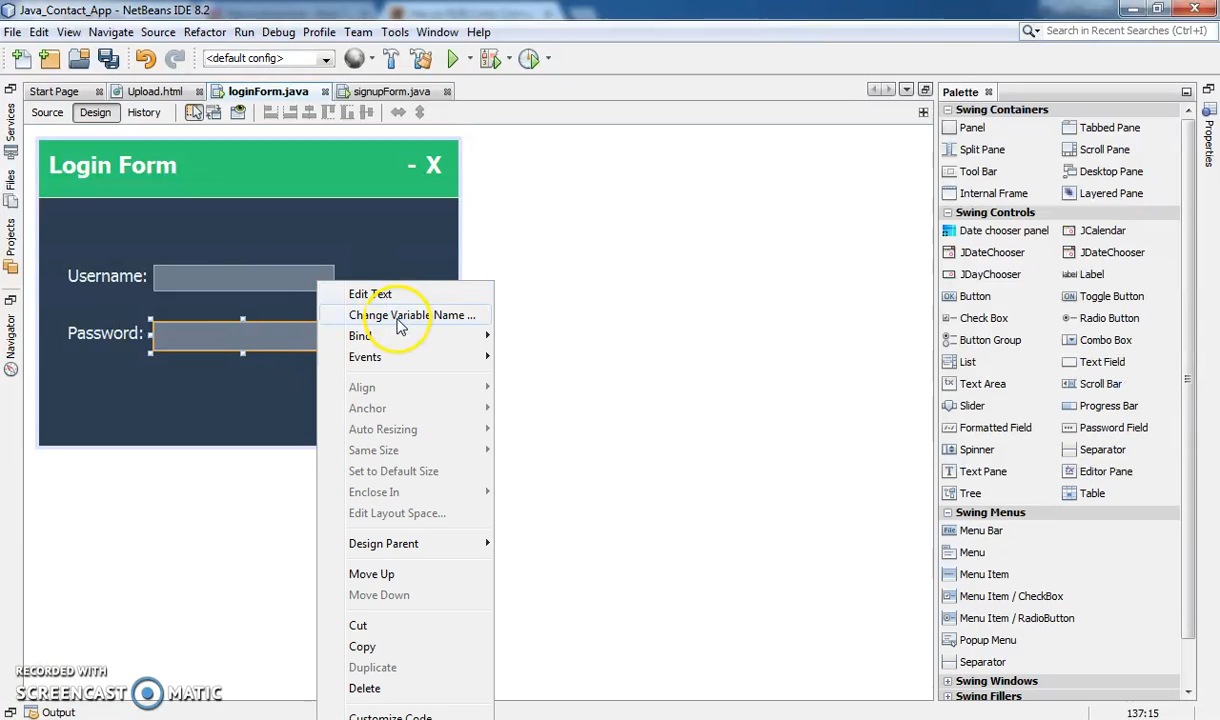 Java_Contact_App - NetBeans IDE 8.2
File Edit View Navigate Source Refactor Run Debug Profile Team Tools Window Help
Search in Recent Searches (Ctrl+I)
<default config>
Start Page Upload.html loginForm.java signupForm.java
Source Design History
Services
Files
Projects
Navigator
Login Form - X
Username:
Password:
Edit Text
Change Variable Name ...
Bind
Events
Align
Anchor
Auto Resizing
Same Size
Set to Default Size
Enclose In
Edit Layout Space...
Design Parent
Move Up
Move Down
Cut
Copy
Duplicate
Delete
Customize Code
Palette
Swing Containers
Panel Tabbed Pane
Split Pane Scroll Pane
Tool Bar Desktop Pane
Internal Frame Layered Pane
Swing Controls
Date chooser panel JCalendar
JDateChooser JDateChooser
JDayChooser Label
Button Toggle Button
Check Box Radio Button
Button Group Combo Box
List Text Field
Text Area Scroll Bar
Slider Progress Bar
Formatted Field Password Field
Spinner Separator
Text Pane Editor Pane
Tree Table
Swing Menus
Menu Bar
Menu
Menu Item
Menu Item / CheckBox
Menu Item / RadioButton
Popup Menu
Separator
Swing Windows
Swing Fillers
Properties
RECORDED WITH
SCREENCAST MATIC
Output
137:15